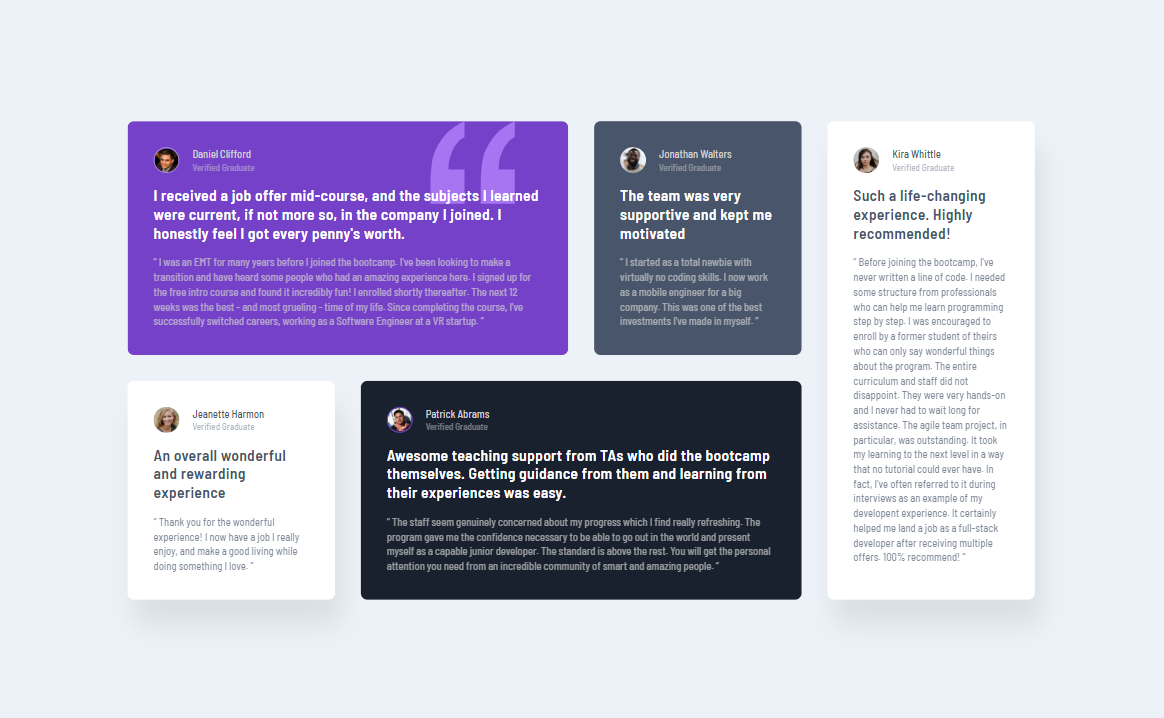 Daniel Clifford
Verified Graduate
I received a job offer mid-course, and the subjects I learned
were current, if not more so, in the company I joined. I
honestly feel I got every penny's worth.
“ I was an EMT for many years before I joined the bootcamp. I've been looking to make a
transition and have heard some people who had an amazing experience here. I signed up for
the free intro course and found it incredibly fun! I enrolled shortly thereafter. The next 12
weeks was the best - and most grueling - time of my life. Since completing the course, I've
successfully switched careers, working as a Software Engineer at a VR startup. ”
Jonathan Walters
Verified Graduate
The team was very
supportive and kept me
motivated
“ I started as a total newbie with
virtually no coding skills. I now work
as a mobile engineer for a big
company. This was one of the best
investments I've made in myself. ”
Kira Whittle
Verified Graduate
Such a life-changing
experience. Highly
recommended!
“ Before joining the bootcamp, I've
never written a line of code. I needed
some structure from professionals
who can help me learn programming
step by step. I was encouraged to
enroll by a former student of theirs
who can only say wonderful things
about the program. The entire
curriculum and staff did not
disappoint. They were very hands-on
and I never had to wait long for
assistance. The agile team project, in
particular, was outstanding. It took
my learning to the next level in a way
that no tutorial could ever have. In
fact, I've often referred to it during
interviews as an example of my
developent experience. It certainly
helped me land a job as a full-stack
developer after receiving multiple
offers. 100% recommend! ”
Jeanette Harmon
Verified Graduate
An overall wonderful
and rewarding
experience
“ Thank you for the wonderful
experience! I now have a job I really
enjoy, and make a good living while
doing something I love. ”
Patrick Abrams
Verified Graduate
Awesome teaching support from TAs who did the bootcamp
themselves. Getting guidance from them and learning from
their experiences was easy.
“ The staff seem genuinely concerned about my progress which I find really refreshing. The
program gave me the confidence necessary to be able to go out in the world and present
myself as a capable junior developer. The standard is above the rest. You will get the personal
attention you need from an incredible community of smart and amazing people. ”